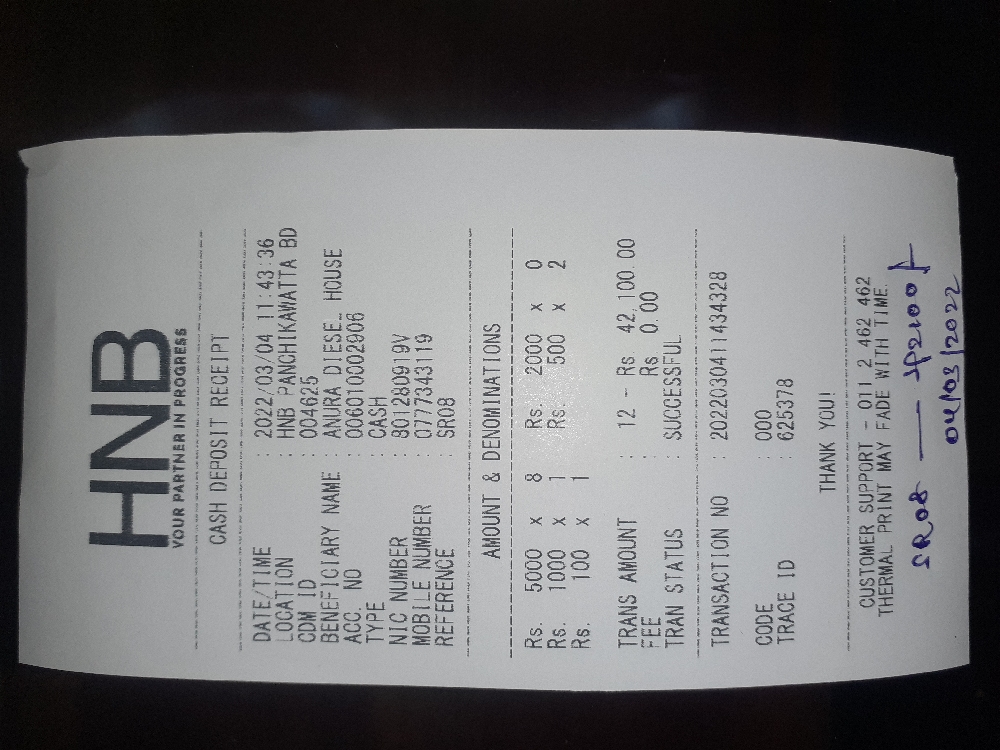 HNB
YOUR PARTNER IN PROGRESS
CASH DEPOSIT RECEIPT
DATE/TIME : 2022/03/04 11:43:36
LOCATION : HNB PANCHIKAWATTA BD
CDM ID : 004625
BENEFICIARY NAME : ANURA DIESEL HOUSE
ACC. NO : 006010002906
TYPE : CASH
NIC NUMBER : 801280919V
MOBILE NUMBER : 0777343119
REFERENCE : SR08
AMOUNT & DENOMINATIONS
Rs. 5000 x 8 Rs. 2000 x 0
Rs. 1000 x 1 Rs. 500 x 2
Rs. 100 x 1
TRANS AMOUNT : 12 - Rs 42,100.00
FEE Rs 0.00
TRAN STATUS : SUCCESSFUL
TRANSACTION NO : 2022030411434328
CODE : 000
TRACE ID : 625378
THANK YOU!
CUSTOMER SUPPORT - 011 2 462 462
THERMAL PRINT MAY FADE WITH TIME.
SR08
04/03/2022